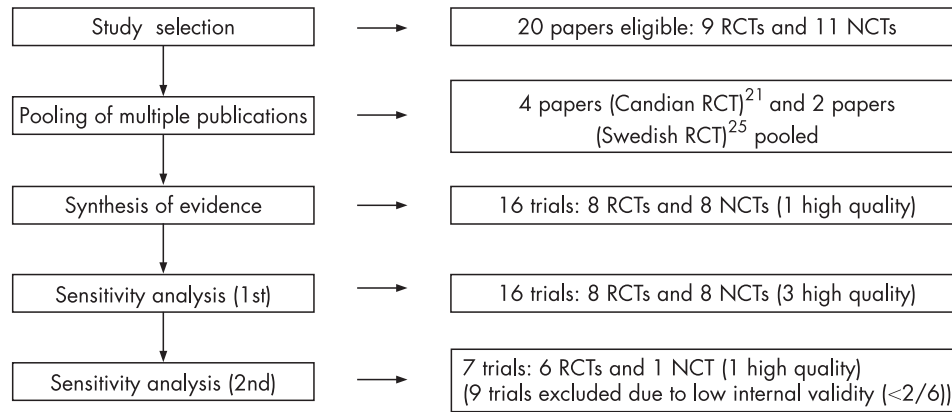 Study selection
20 papers eligible: 9 RCTs and 11 NCTs
Pooling of multiple publications
4 papers (Candian RCT)21 and 2 papers
(Swedish RCT)25 pooled
Synthesis of evidence
16 trials: 8 RCTs and 8 NCTs (1 high quality)
Sensitivity analysis (1st)
16 trials: 8 RCTs and 8 NCTs (3 high quality)
Sensitivity analysis (2nd)
7 trials: 6 RCTs and 1 NCT (1 high quality)
(9 trials excluded due to low internal validity (<2/6))